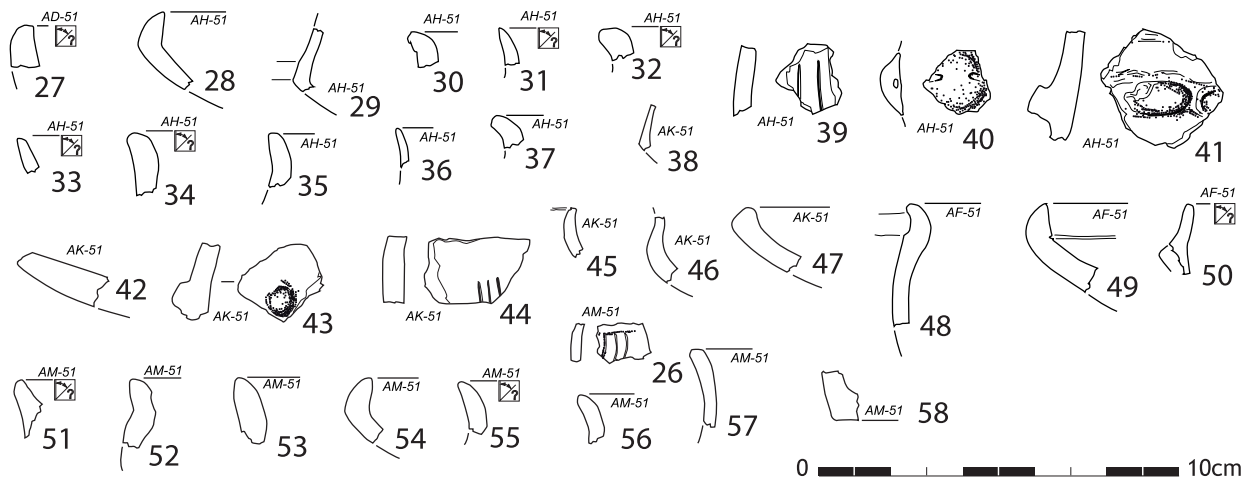 AD-51 ? 27
AH-51 28
AH-51 29
AH-51 30
AH-51 ? 31
AH-51 ? 32
AH-51 ? 33
AH-51 ? 34
AH-51 35
AH-51 36
AH-51 37
AK-51 38
AH-51 39
AH-51 40
AH-51 41
AK-51 42
AK-51 43
AK-51 44
AK-51 45
AK-51 46
AK-51 47
AF-51 48
AF-51 49
AF-51 ? 50
AM-51 ? 51
AM-51 52
AM-51 53
AM-51 54
AM-51 ? 55
AM-51 26
AM-51 56
AM-51 57
AM-51 58
0 10cm